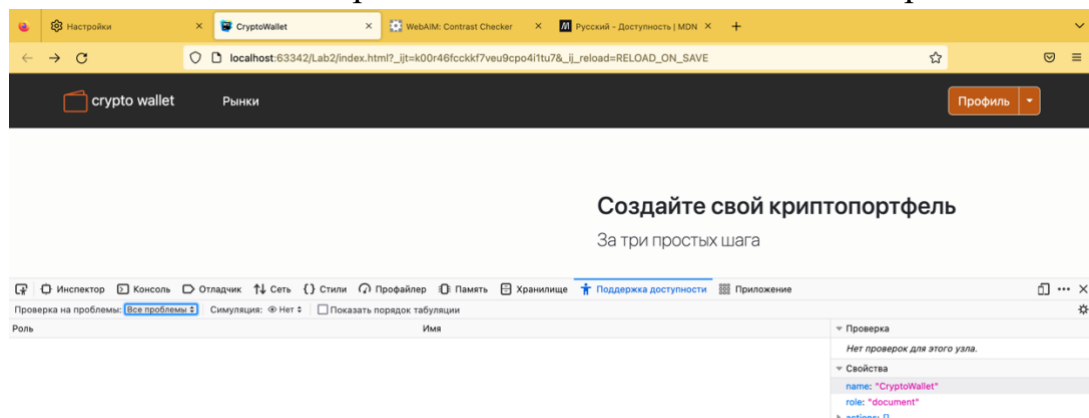 Настройки
CryptoWallet
WebAIM: Contrast Checker
Русский - Доступность | MDN
localhost:63342/Lab2/index.html?_ijt=k00r46fcckkf7veu9cpo4i1tu7&_ij_reload=RELOAD_ON_SAVE
crypto wallet Рынки Профиль
Создайте свой криптопортфель
За три простых шага
Инспектор Консоль Отладчик Сеть Стили Профайлер Память Хранилище Поддержка доступности Приложение
Проверка на проблемы: Все проблемы Симуляция: Нет Показать порядок табуляции
Роль Имя
Проверка
Нет проверок для этого узла.
Свойства
name: "CryptoWallet"
role: "document"
actions: []